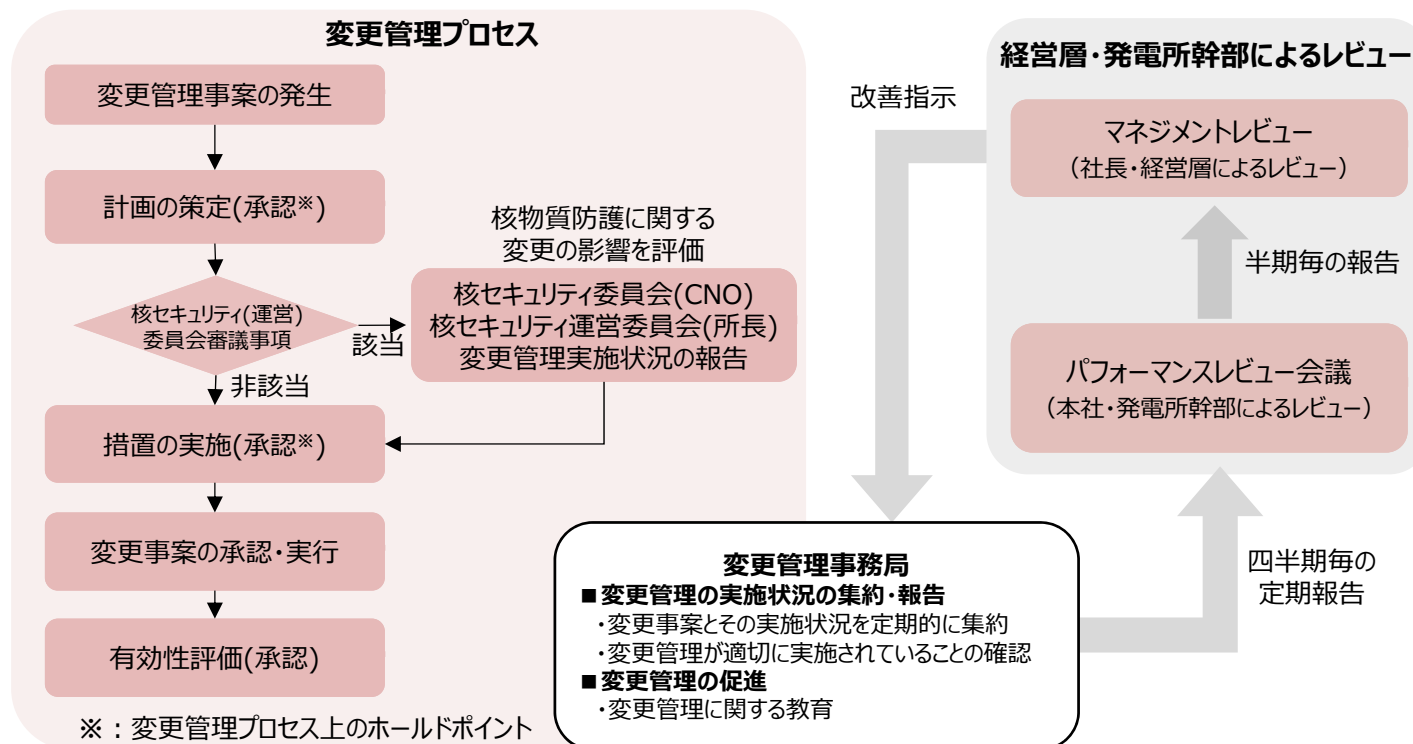 変更管理プロセス
変更管理事案の発生
計画の策定(承認※)
核セキュリティ(運営)
委員会審議事項
該当
非該当
核物質防護に関する
変更の影響を評価
核セキュリティ委員会(CNO)
核セキュリティ運営委員会(所長)
変更管理実施状況の報告
措置の実施(承認※)
変更事案の承認・実行
有効性評価(承認)
※：変更管理プロセス上のホールドポイント
改善指示
経営層・発電所幹部によるレビュー
マネジメントレビュー
（社長・経営層によるレビュー）
半期毎の報告
パフォーマンスレビュー会議
（本社・発電所幹部によるレビュー）
四半期毎の
定期報告
変更管理事務局
■変更管理の実施状況の集約・報告
・変更事案とその実施状況を定期的に集約
・変更管理が適切に実施されていることの確認
■変更管理の促進
・変更管理に関する教育